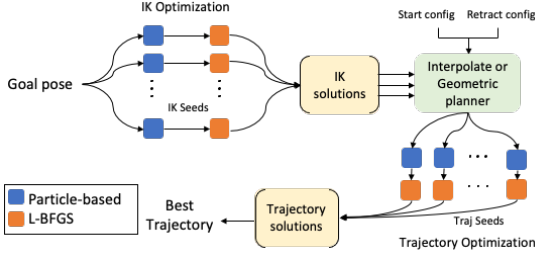 IK Optimization
Start config
Retract config
Goal pose
IK Seeds
IK
solutions
Interpolate or
Geometric
planner
Particle-based
L-BFGS
Best
Trajectory
Trajectory
solutions
Traj Seeds
Trajectory Optimization